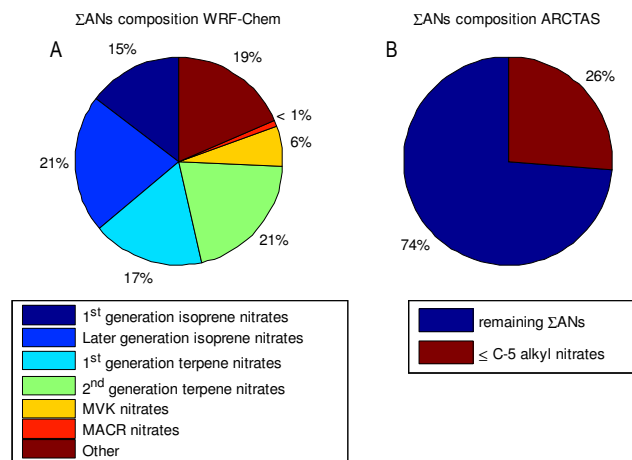 ΣANs composition WRF-Chem
A
15%
19%
< 1%
6%
21%
21%
17%
1st generation isoprene nitrates
Later generation isoprene nitrates
1st generation terpene nitrates
2nd generation terpene nitrates
MVK nitrates
MACR nitrates
Other
ΣANs composition ARCTAS
B
26%
74%
remaining ΣANs
≤ C-5 alkyl nitrates